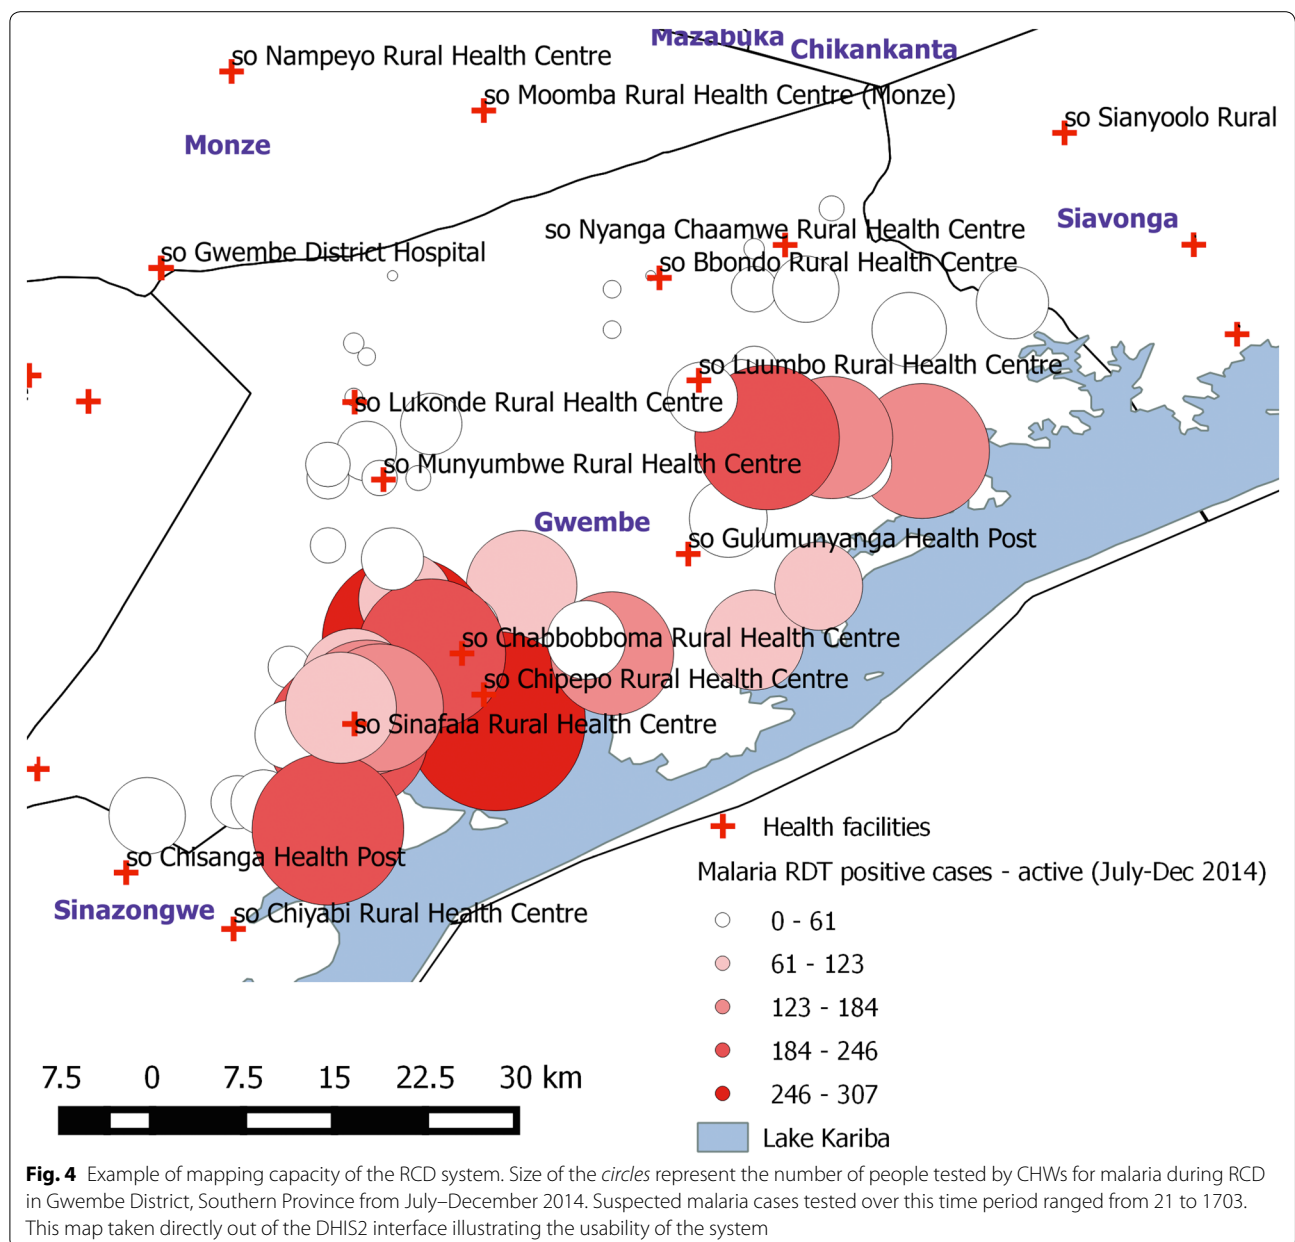 Mazabuka
Chikankanta
so Nampeyo Rural Health Centre
so Moomba Rural Health Centre (Monze)
so Sianyoolo Rural
Monze
Siavonga
so Nyanga Chaamwe Rural Health Centre
so Gwembe District Hospital
so Bbondo Rural Health Centre
so Luumbo Rural Health Centre
so Lukonde Rural Health Centre
so Munyumbwe Rural Health Centre
Gwembe
so Gulumunyanga Health Post
so Chabbobboma Rural Health Centre
so Chipepo Rural Health Centre
so Sinafala Rural Health Centre
so Chisanga Health Post
Sinazongwe
so Chiyabi Rural Health Centre
Health facilities
Malaria RDT positive cases - active (July-Dec 2014)
0 - 61
61 - 123
123 - 184
184 - 246
246 - 307
Lake Kariba
7.5 0 7.5 15 22.5 30 km
Fig. 4 Example of mapping capacity of the RCD system. Size of the circles represent the number of people tested by CHWs for malaria during RCD
in Gwembe District, Southern Province from July–December 2014. Suspected malaria cases tested over this time period ranged from 21 to 1703.
This map taken directly out of the DHIS2 interface illustrating the usability of the system